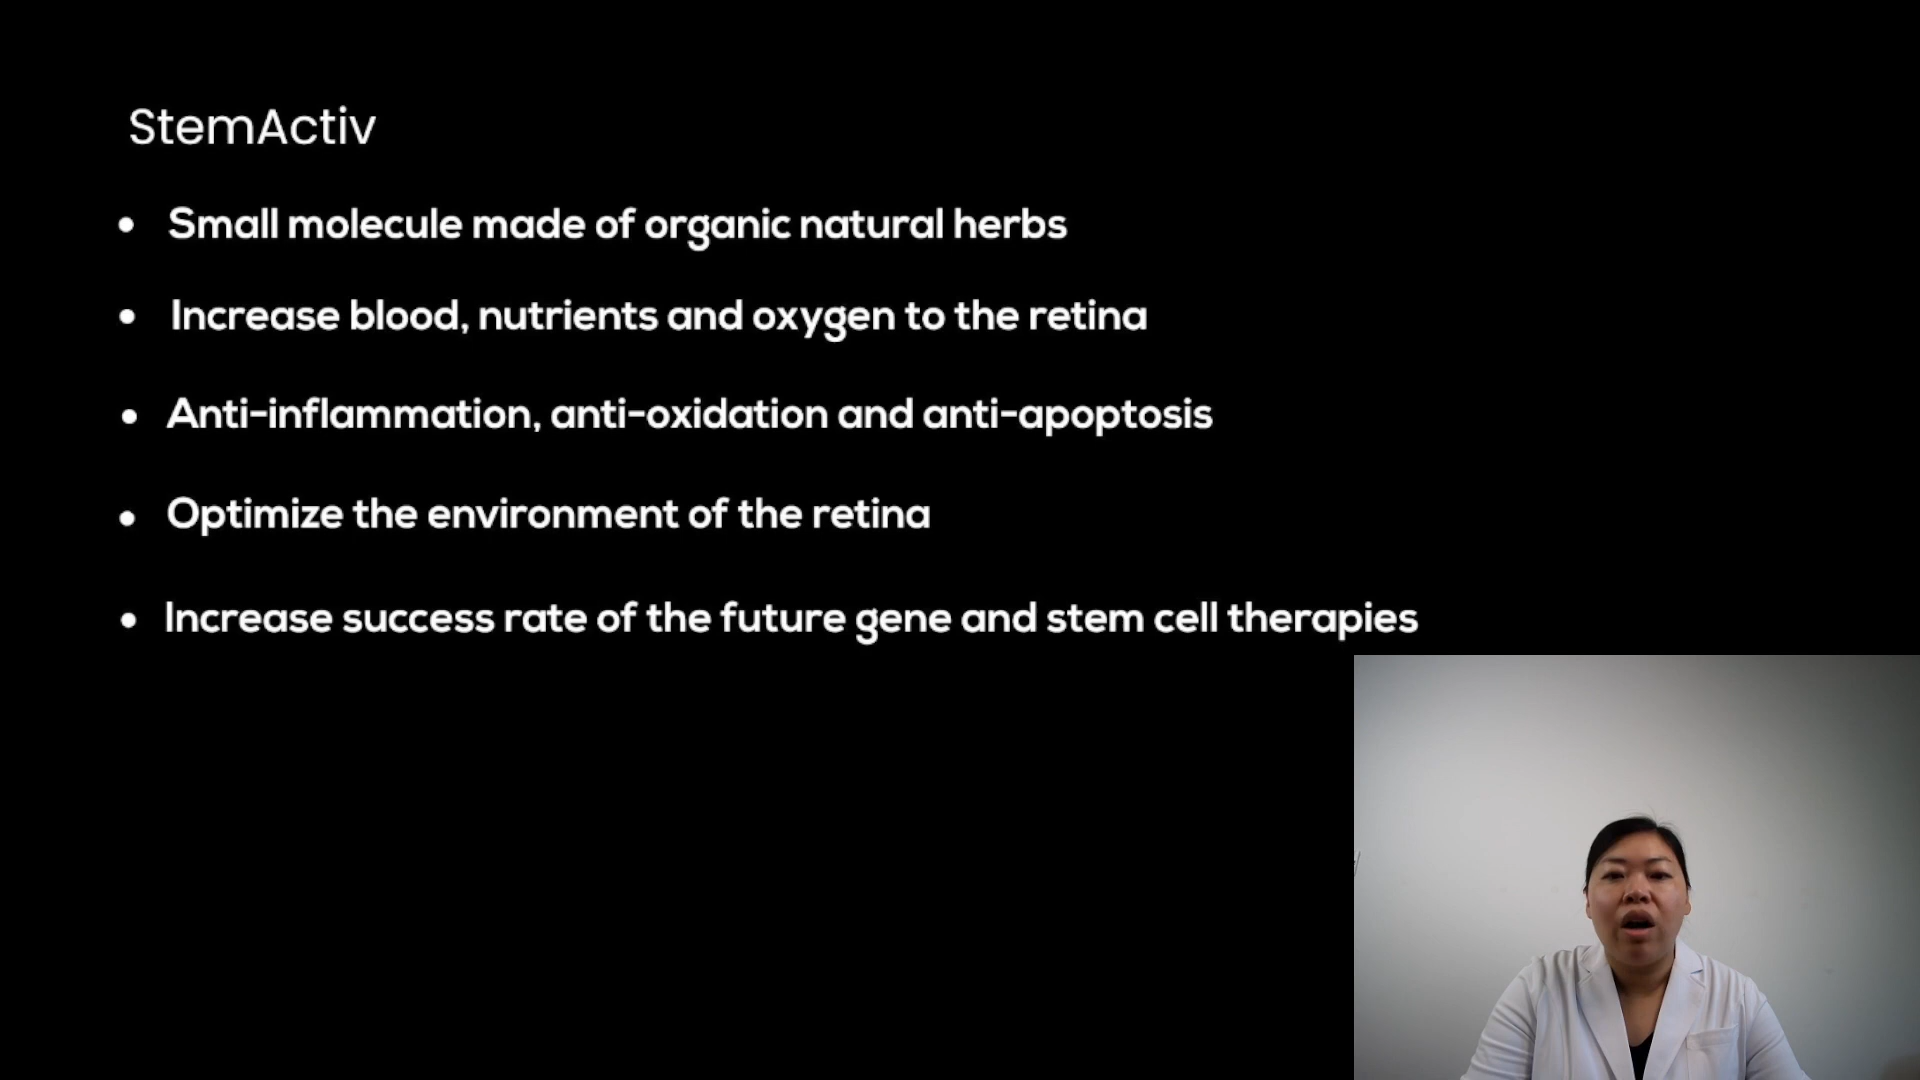 StemActiv
• Small molecule made of organic natural herbs
• Increase blood, nutrients and oxygen to the retina
• Anti-inflammation, anti-oxidation and anti-apoptosis
• Optimize the environment of the retina
• Increase success rate of the future gene and stem cell therapies